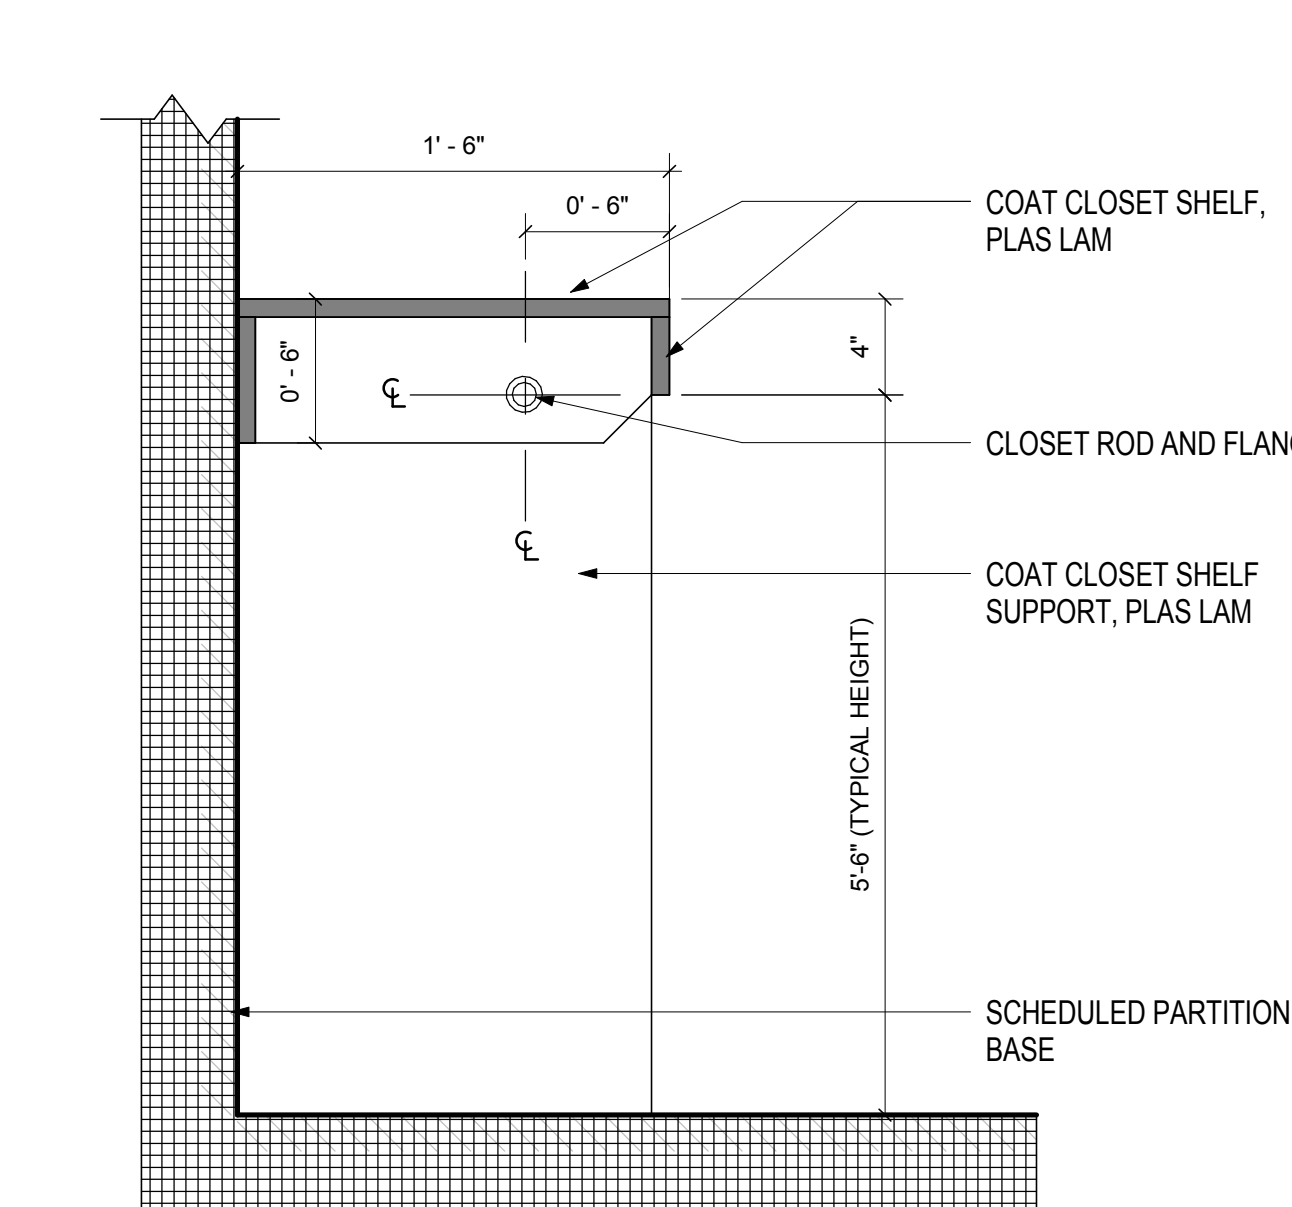 1' - 6"
0' - 6"
COAT CLOSET SHELF,
PLAS LAM
0' - 6"
4"
℄
CLOSET ROD AND
℄
COAT CLOSET SHELF
SUPPORT, PLAS LAM
5'-6" (TYPICAL HEIGHT)
SCHEDULED PARTITION
BASE